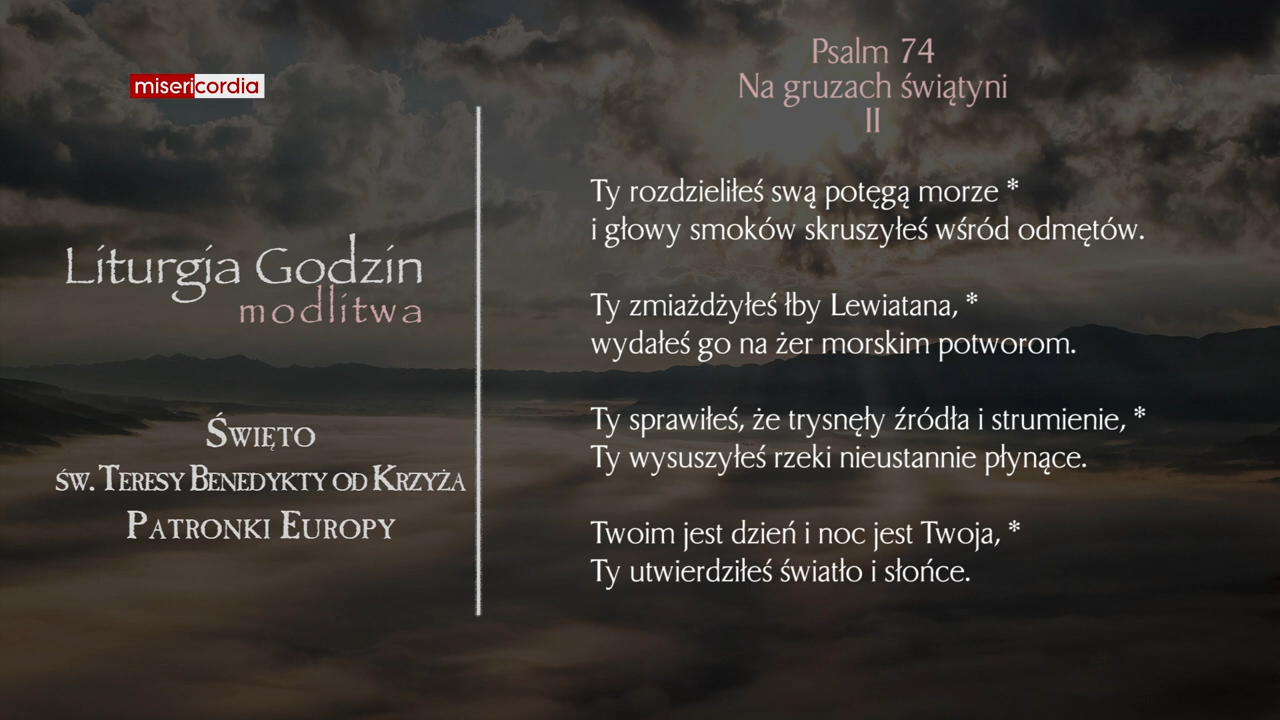 misericordia
Liturgia Godzin
modlitwa
Święto
św. Teresy Benedykty od Krzyża
Patronki Europy
Psalm 74
Na gruzach świątyni
II
Ty rozdzieliłeś swą potęgą morze *
i głowy smoków skruszyłeś wśród odmętów.
Ty zmiażdżyłeś łby Lewiatana, *
wydałeś go na żer morskim potworom.
Ty sprawiłeś, że trysnęły źródła i strumienie, *
Ty wysuszyłeś rzeki nieustannie płynące.
Twoim jest dzień i noc jest Twoja, *
Ty utwierdziłeś światło i słońce.